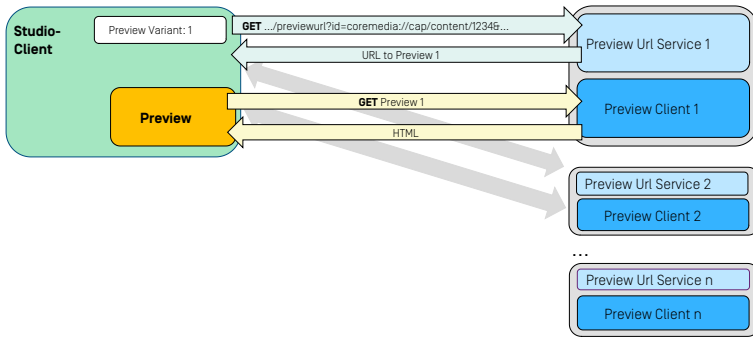 Studio-
Client
Preview Variant: 1
GET .../previewurl?id=coremedia://cap/content/1234&...
URL to Preview 1
Preview
GET Preview 1
HTML
Preview Url Service 1
Preview Client 1
Preview Url Service 2
Preview Client 2
...
Preview Url Service n
Preview Client n